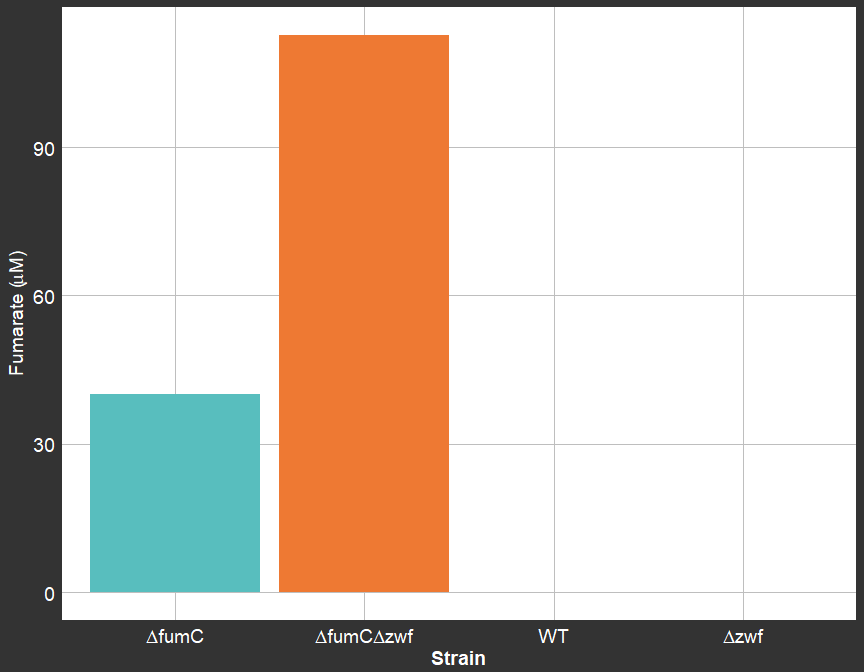 Fumarate (μM)
90
60
30
0
ΔfumC
ΔfumCΔzwf
WT
Δzwf
Strain